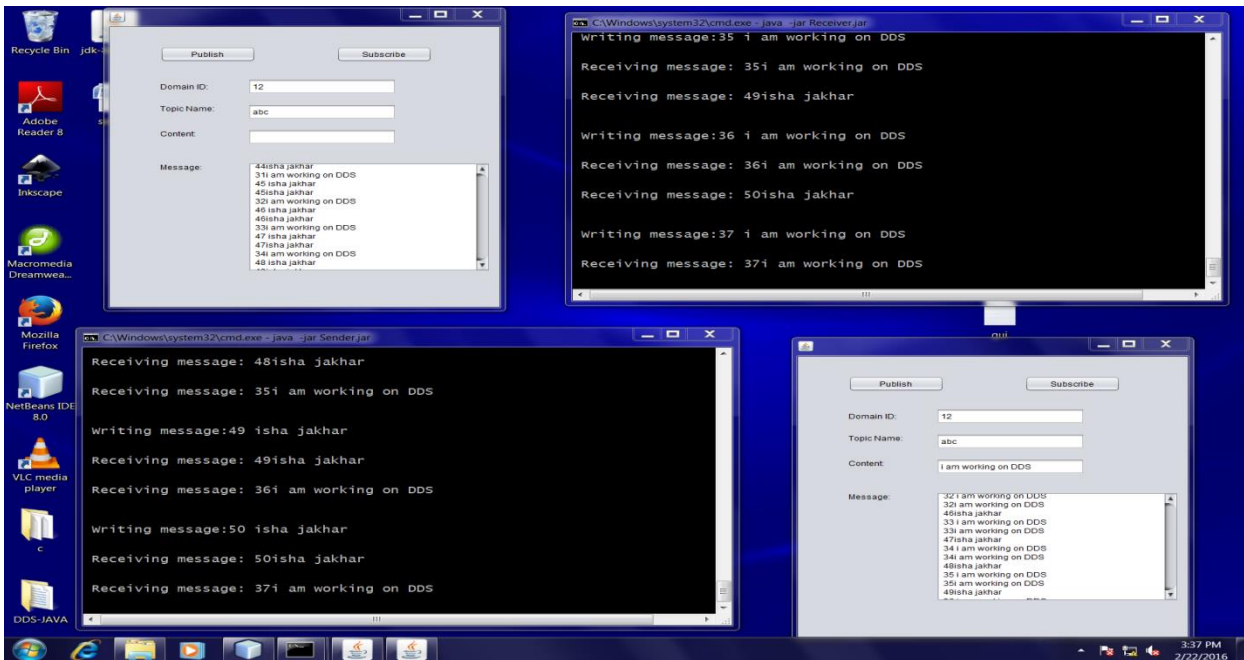 Recycle Bin
jdk-
Adobe
Reader 8
Inkscape
Macromedia
Dreamwea...
Mozilla
Firefox
NetBeans IDE
8.0
VLC media
player
c
DDS-JAVA
Publish
Subscribe
Domain ID:
12
Topic Name:
abc
Content:
Message:
44isha jakhar
31i am working on DDS
45 isha jakhar
45isha jakhar
32i am working on DDS
46 isha jakhar
46isha jakhar
33i am working on DDS
47 isha jakhar
47isha jakhar
34i am working on DDS
48 isha jakhar
C:\Windows\system32\cmd.exe - java -jar Receiver.jar
Writing message:35 i am working on DDS
Receiving message: 35i am working on DDS
Receiving message: 49isha jakhar
Writing message:36 i am working on DDS
Receiving message: 36i am working on DDS
Receiving message: 50isha jakhar
Writing message:37 i am working on DDS
Receiving message: 37i am working on DDS
C:\Windows\system32\cmd.exe - java -jar Sender.jar
Receiving message: 48isha jakhar
Receiving message: 35i am working on DDS
Writing message:49 isha jakhar
Receiving message: 49isha jakhar
Receiving message: 36i am working on DDS
Writing message:50 isha jakhar
Receiving message: 50isha jakhar
Receiving message: 37i am working on DDS
Publish
Subscribe
Domain ID:
12
Topic Name:
abc
Content:
i am working on DDS
Message:
32 i am working on DDS
32i am working on DDS
46isha jakhar
33 i am working on DDS
33i am working on DDS
47isha jakhar
34 i am working on DDS
34i am working on DDS
48isha jakhar
35 i am working on DDS
35i am working on DDS
49isha jakhar
3:37 PM
2/22/2016